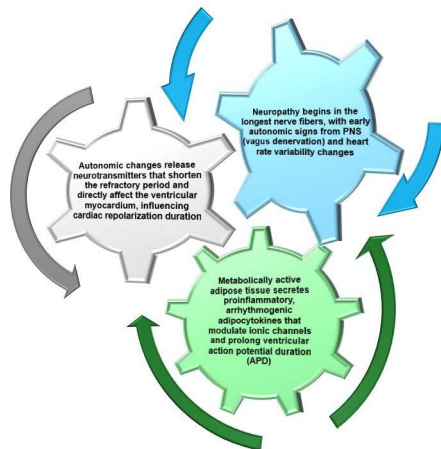 Neuropathy begins in the
longest nerve fibers, with early
autonomic signs from PNS
(vagus denervation) and heart
rate variability changes
Autonomic changes release
neurotransmitters that shorten
the refractory period and
directly affect the ventricular
myocardium, influencing
cardiac repolarization duration
Metabolically active
adipose tissue secretes
proinflammatory,
arrhythmogenic
adipocytokines that
modulate ionic channels
and prolong ventricular
action potential duration
(APD)